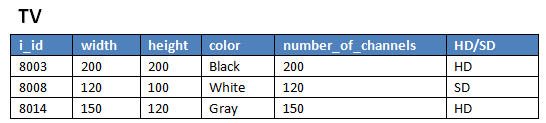 TV
i_id width height color number_of_channels HD/SD
8003 200 200 Black 200 HD
8008 120 100 White 120 SD
8014 150 120 Gray 150 HD